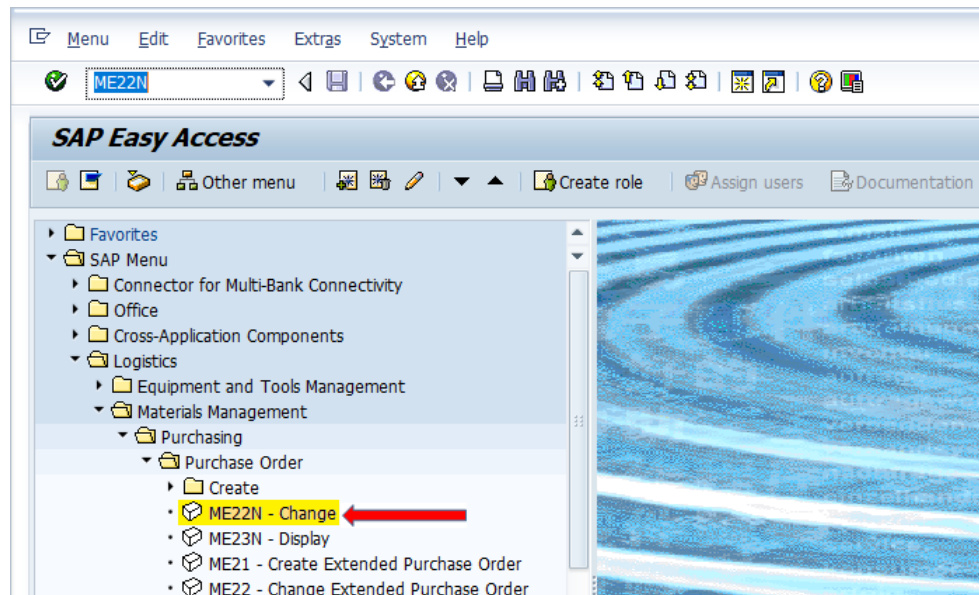 Menu Edit Favorites Extras System Help
ME22N
SAP Easy Access
Other menu Create role Assign users Documentation
Favorites
SAP Menu
Connector for Multi-Bank Connectivity
Office
Cross-Application Components
Logistics
Equipment and Tools Management
Materials Management
Purchasing
Purchase Order
Create
ME22N - Change
ME23N - Display
ME21 - Create Extended Purchase Order
ME22 - Change Extended Purchase Order